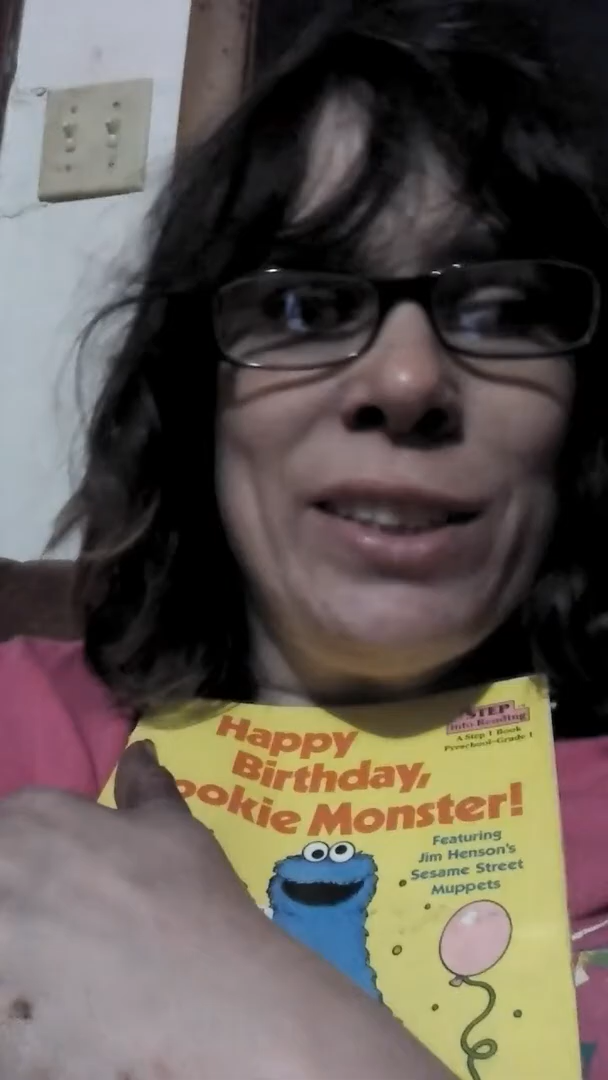 STEP
into Reading
A Step 1 Book
Preschool–Grade 1
Happy
Birthday,
ookie Monster!
Featuring
Jim Henson's
Sesame Street
Muppets